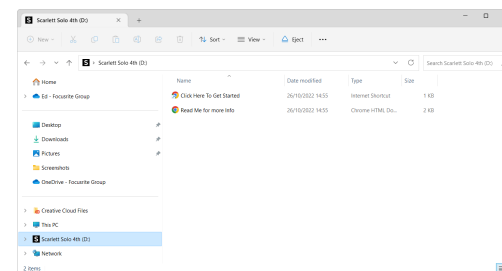 Scarlett Solo 4th (D:)
New
Sort
View
Eject
Scarlett Solo 4th (D:)
Search Scarlett Solo 4th (D:)
Name
Date modified
Type
Size
Home
Ed - Focusrite Group
Desktop
Downloads
Pictures
Screenshots
OneDrive - Focusrite Group
Creative Cloud Files
This PC
Scarlett Solo 4th (D:)
Network
Click Here To Get Started 26/10/2022 14:55 Internet Shortcut 1 KB
Read Me for more Info 26/10/2022 14:55 Chrome HTML Do... 2 KB
2 items